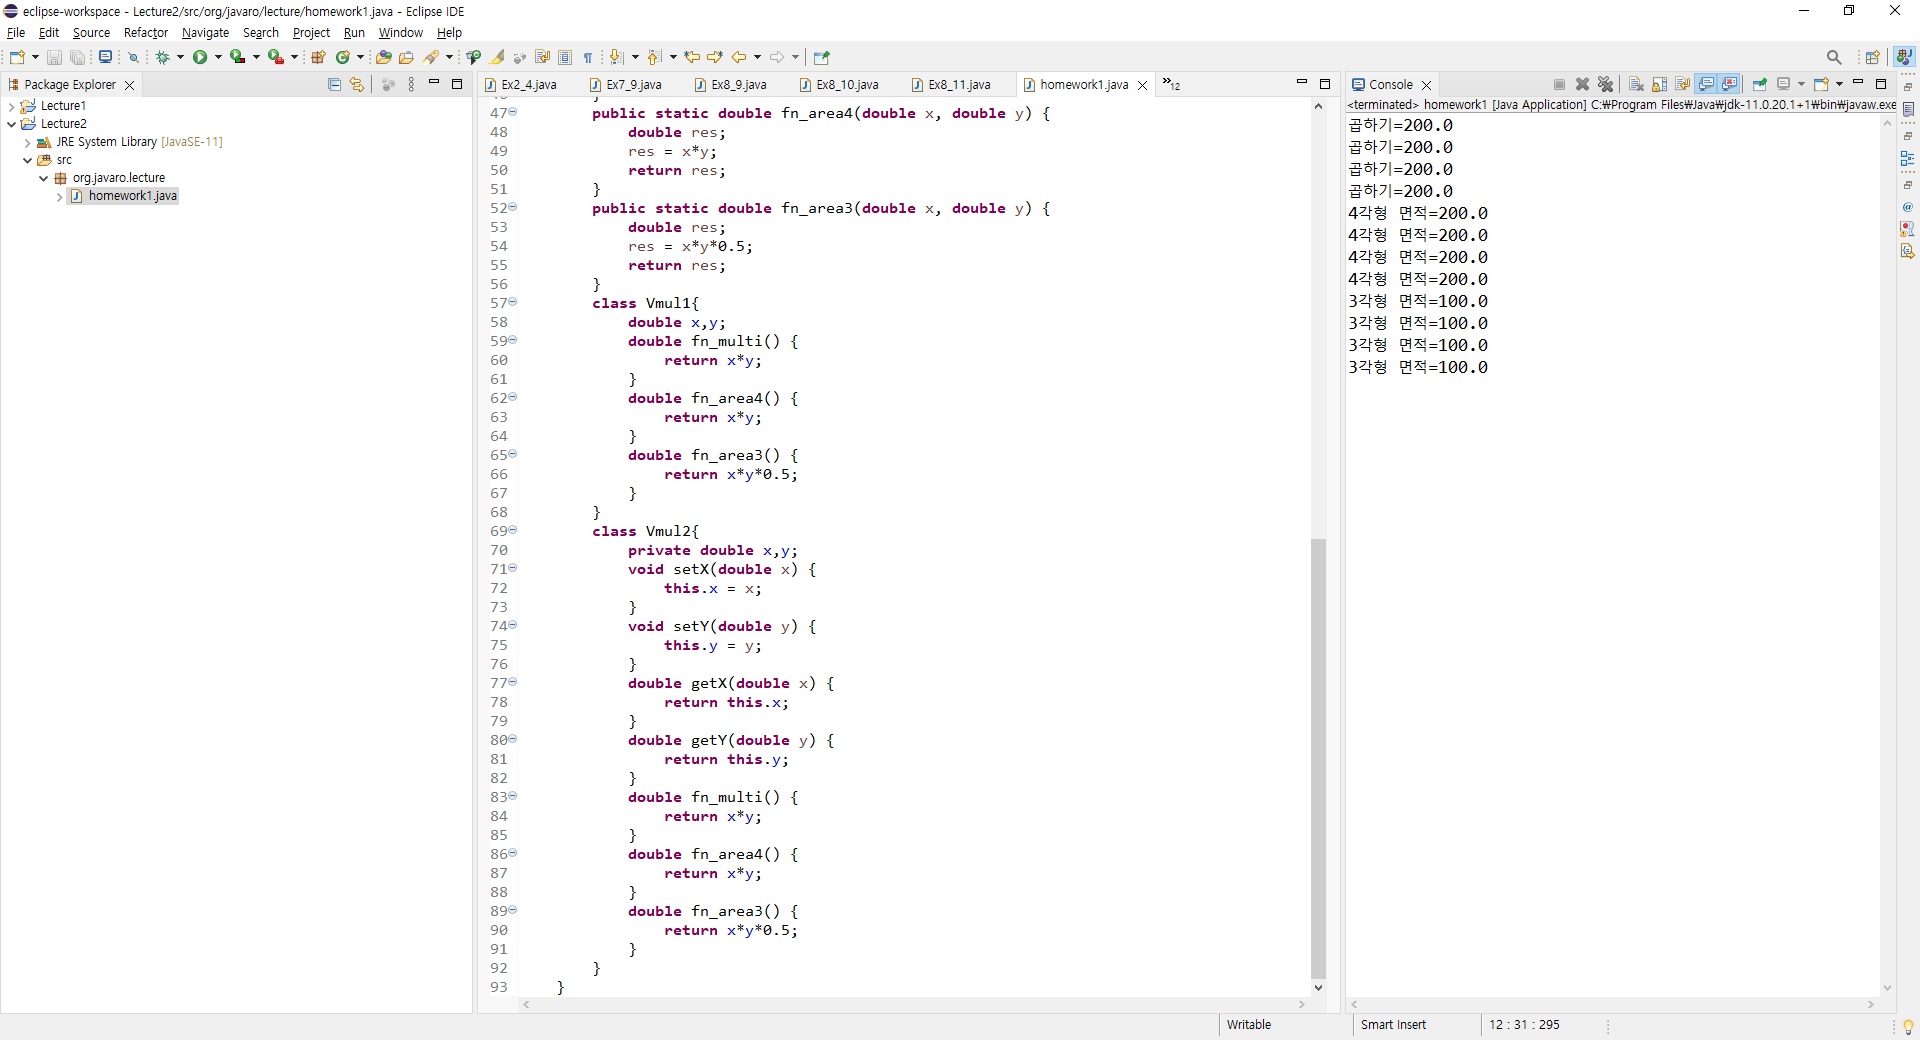 eclipse-workspace - Lecture2/src/org/javaro/lecture/homework1.java - Eclipse IDE
File Edit Source Refactor Navigate Search Project Run Window Help
Package Explorer
Lecture1
Lecture2
JRE System Library [JavaSE-11]
src
org.javaro.lecture
homework1.java
Ex2_4.java Ex7_9.java Ex8_9.java Ex8_10.java Ex8_11.java homework1.java »12
47 public static double fn_area4(double x, double y) {
48 double res;
49 res = x*y;
50 return res;
51 }
52 public static double fn_area3(double x, double y) {
53 double res;
54 res = x*y*0.5;
55 return res;
56 }
57 class Vmul1{
58 double x,y;
59 double fn_multi() {
60 return x*y;
61 }
62 double fn_area4() {
63 return x*y;
64 }
65 double fn_area3() {
66 return x*y*0.5;
67 }
68 }
69 class Vmul2{
70 private double x,y;
71 void setX(double x) {
72 this.x = x;
73 }
74 void setY(double y) {
75 this.y = y;
76 }
77 double getX(double x) {
78 return this.x;
79 }
80 double getY(double y) {
81 return this.y;
82 }
83 double fn_multi() {
84 return x*y;
85 }
86 double fn_area4() {
87 return x*y;
88 }
89 double fn_area3() {
90 return x*y*0.5;
91 }
92 }
93 }
Console
<terminated> homework1 [Java Application] C:₩Program Files₩Java₩jdk-11.0.20.1+1₩bin₩javaw.exe
곱하기=200.0
곱하기=200.0
곱하기=200.0
곱하기=200.0
4각형 면적=200.0
4각형 면적=200.0
4각형 면적=200.0
4각형 면적=200.0
3각형 면적=100.0
3각형 면적=100.0
3각형 면적=100.0
3각형 면적=100.0
Writable Smart Insert 12 : 31 : 295